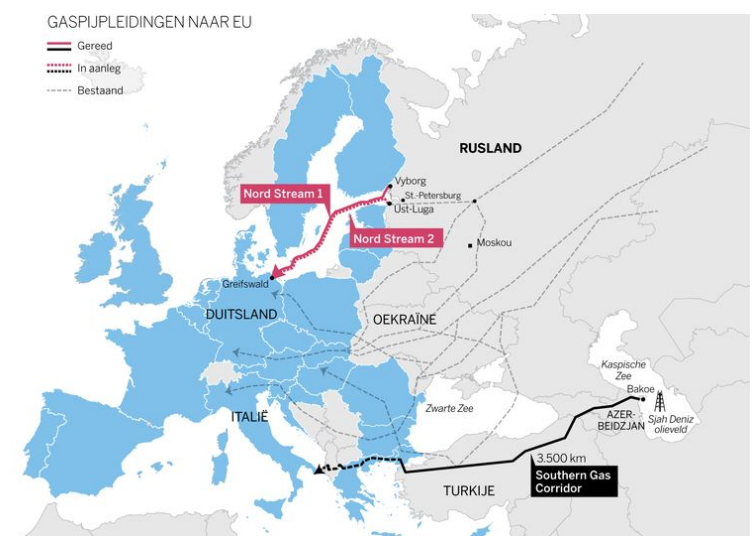 GASPIJPLEIDINGEN NAAR EU
Gereed
In aanleg
Bestaand
RUSLAND
Vyborg
Nord Stream 1
St.-Petersburg
Ust-Luga
Nord Stream 2
Moskou
Greifswald
DUITSLAND
OEKRAÏNE
Kaspische
Zee
Bakoe
Zwarte Zee
ITALIË
AZER-
BEIDZJAN
Sjah Deniz
olieveld
3.500 km
Southern Gas
Corridor
TURKIJE